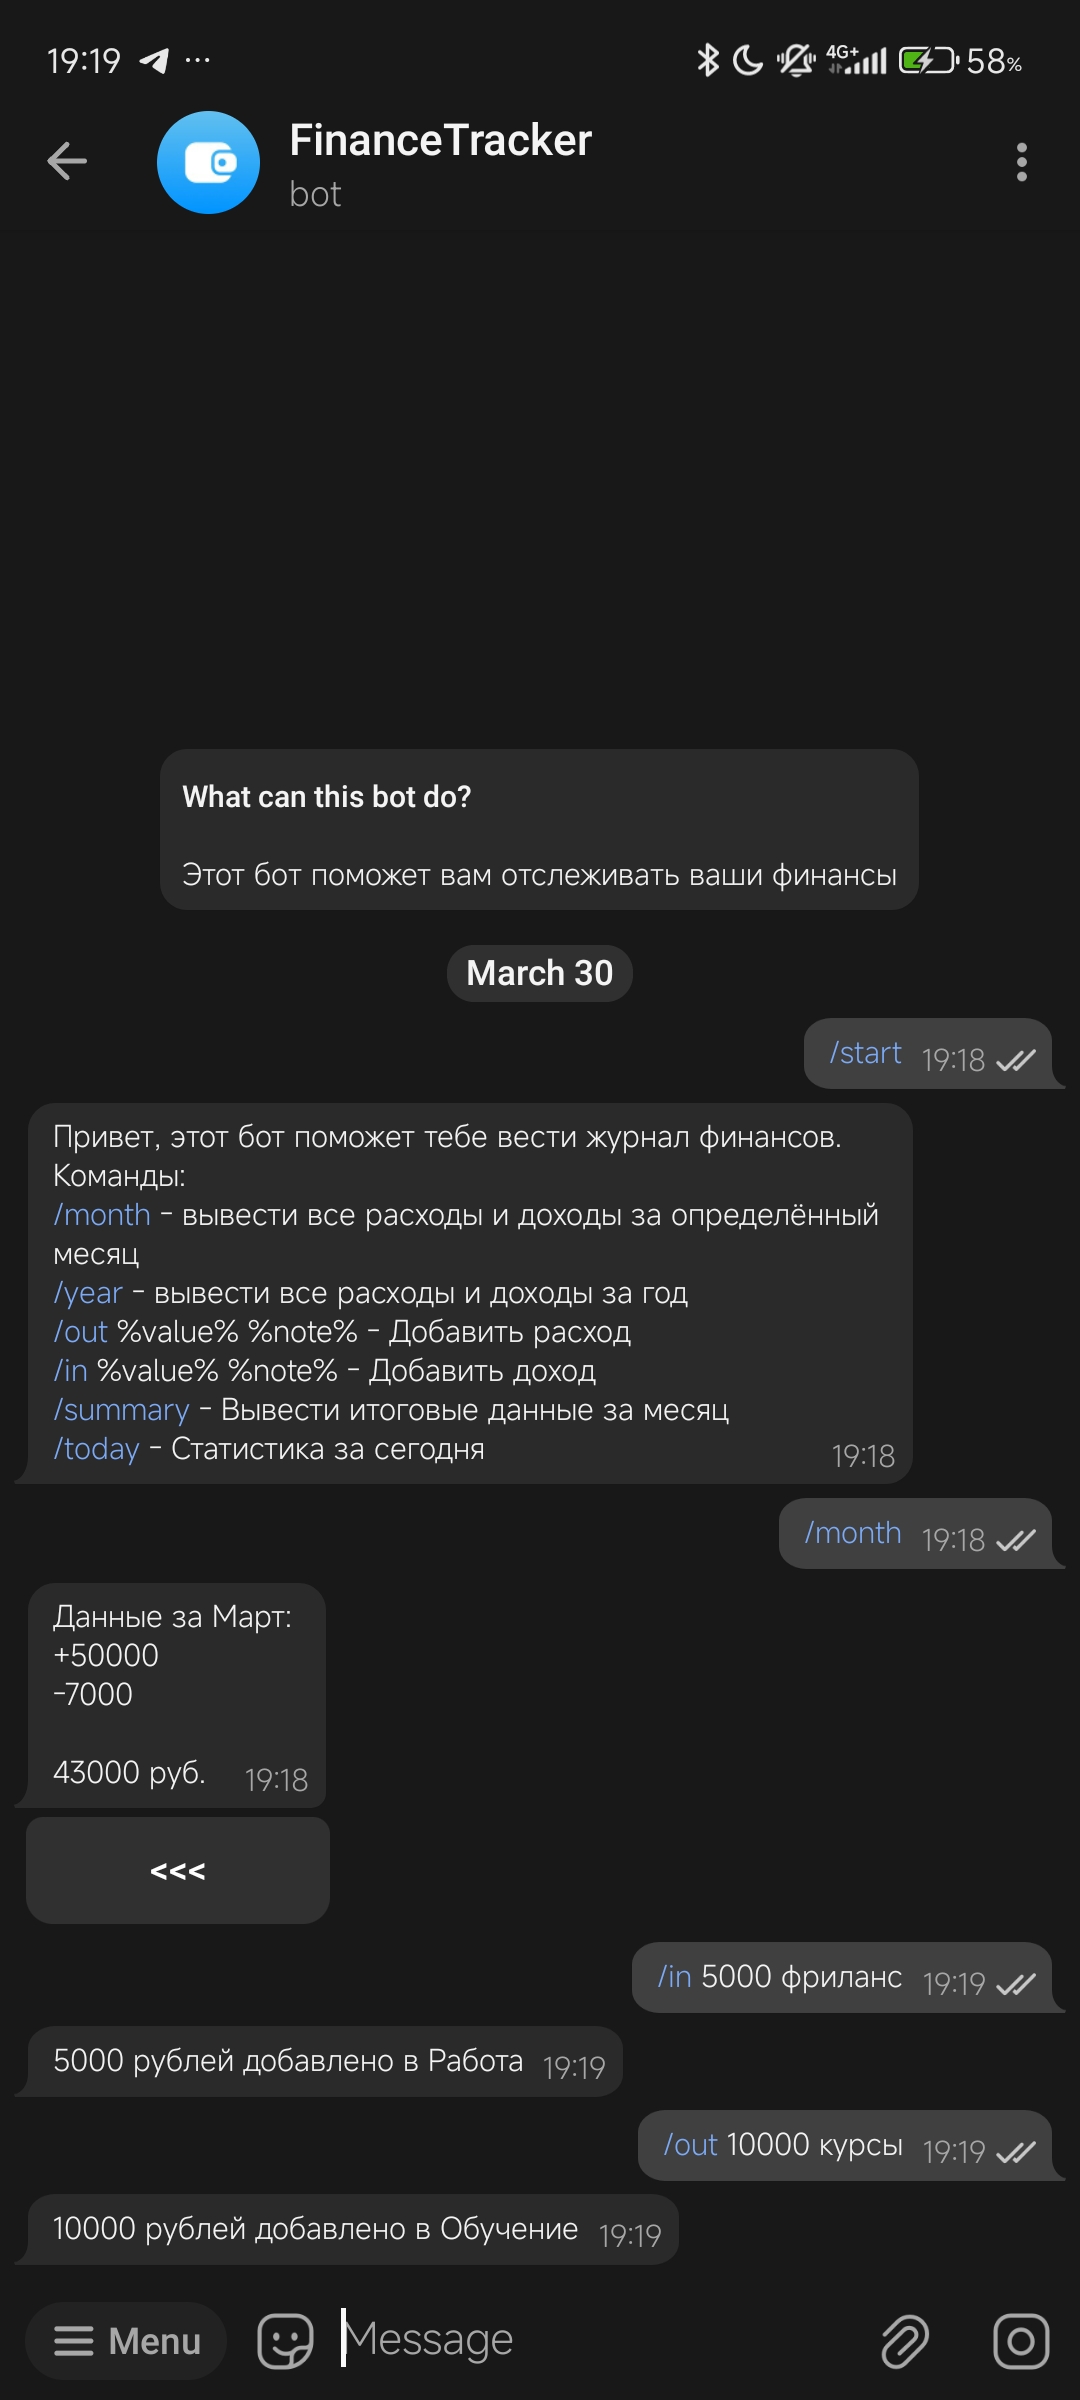 19:19 ... 4G+ 58%
FinanceTracker
bot
What can this bot do?
Этот бот поможет вам отслеживать ваши финансы
March 30
/start 19:18
Привет, этот бот поможет тебе вести журнал финансов.
Команды:
/month - вывести все расходы и доходы за определённый
месяц
/year - вывести все расходы и доходы за год
/out %value% %note% - Добавить расход
/in %value% %note% - Добавить доход
/summary - Вывести итоговые данные за месяц
/today - Статистика за сегодня 19:18
/month 19:18
Данные за Март:
+50000
-7000
43000 руб. 19:18
<<<
/in 5000 фриланс 19:19
5000 рублей добавлено в Работа 19:19
/out 10000 курсы 19:19
10000 рублей добавлено в Обучение 19:19
Menu Message